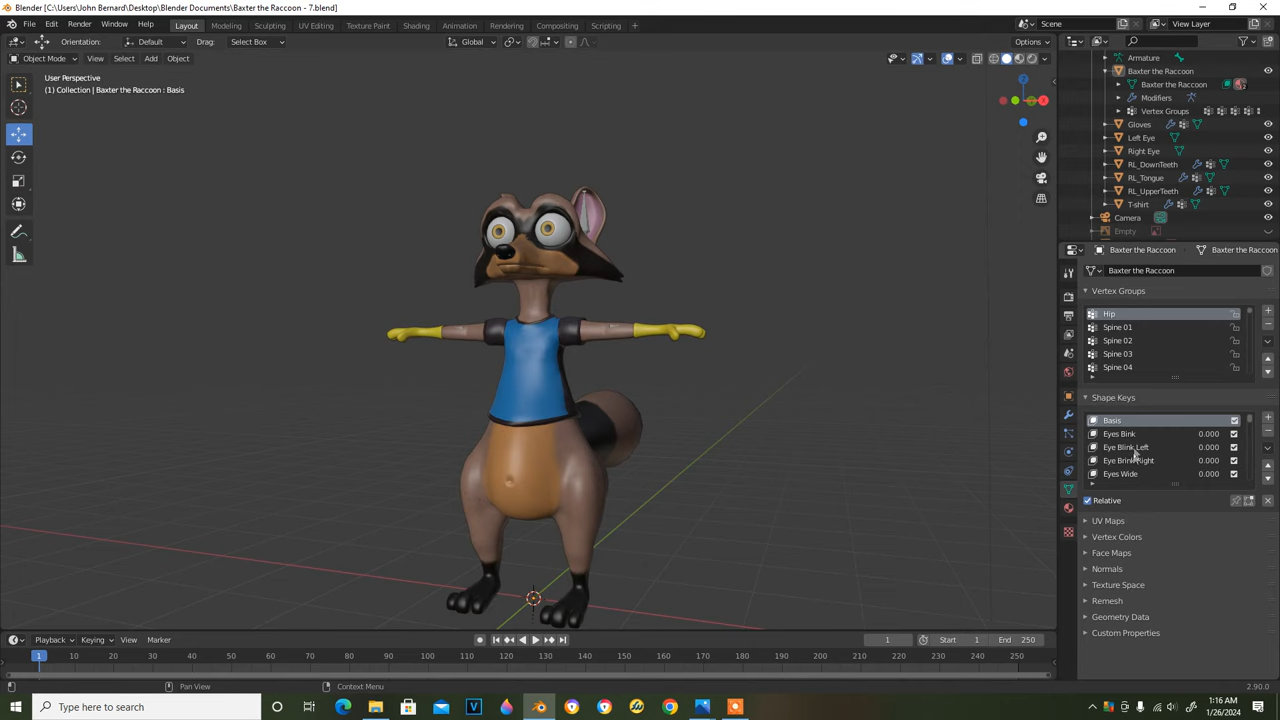 Blender [C:\Users\John Bernard\Desktop\Blender Documents\Baxter the Raccoon - 7.blend]
File Edit Render Window Help Layout Modeling Sculpting UV Editing Texture Paint Shading Animation Rendering Compositing Scripting + Scene View Layer
Orientation: Default Drag: Select Box Global Options
Object Mode View Select Add Object
User Perspective
(1) Collection | Baxter the Raccoon : Basis
Z
X
Armature
Baxter the Raccoon
Baxter the Raccoon
Modifiers
Vertex Groups
Gloves
Left Eye
Right Eye
RL_DownTeeth
RL_Tongue
RL_UpperTeeth
T-shirt
Camera
Empty
Baxter the Raccoon Baxter the Raccoon
Baxter the Raccoon
Vertex Groups
Hip
Spine 01
Spine 02
Spine 03
Spine 04
Shape Keys
Basis
Eyes Bink 0.000
Eye Blink Left 0.000
Eye Brink Right 0.000
Eyes Wide 0.000
Relative
UV Maps
Vertex Colors
Face Maps
Normals
Texture Space
Remesh
Geometry Data
Custom Properties
Playback Keying View Marker 1 Start 1 End 250
1 10 20 30 40 50 60 70 80 90 100 110 120 130 140 150 160 170 180 190 200 210 220 230 240 250
Pan View Context Menu 2.90.0
Type here to search
1:16 AM
1/26/2024